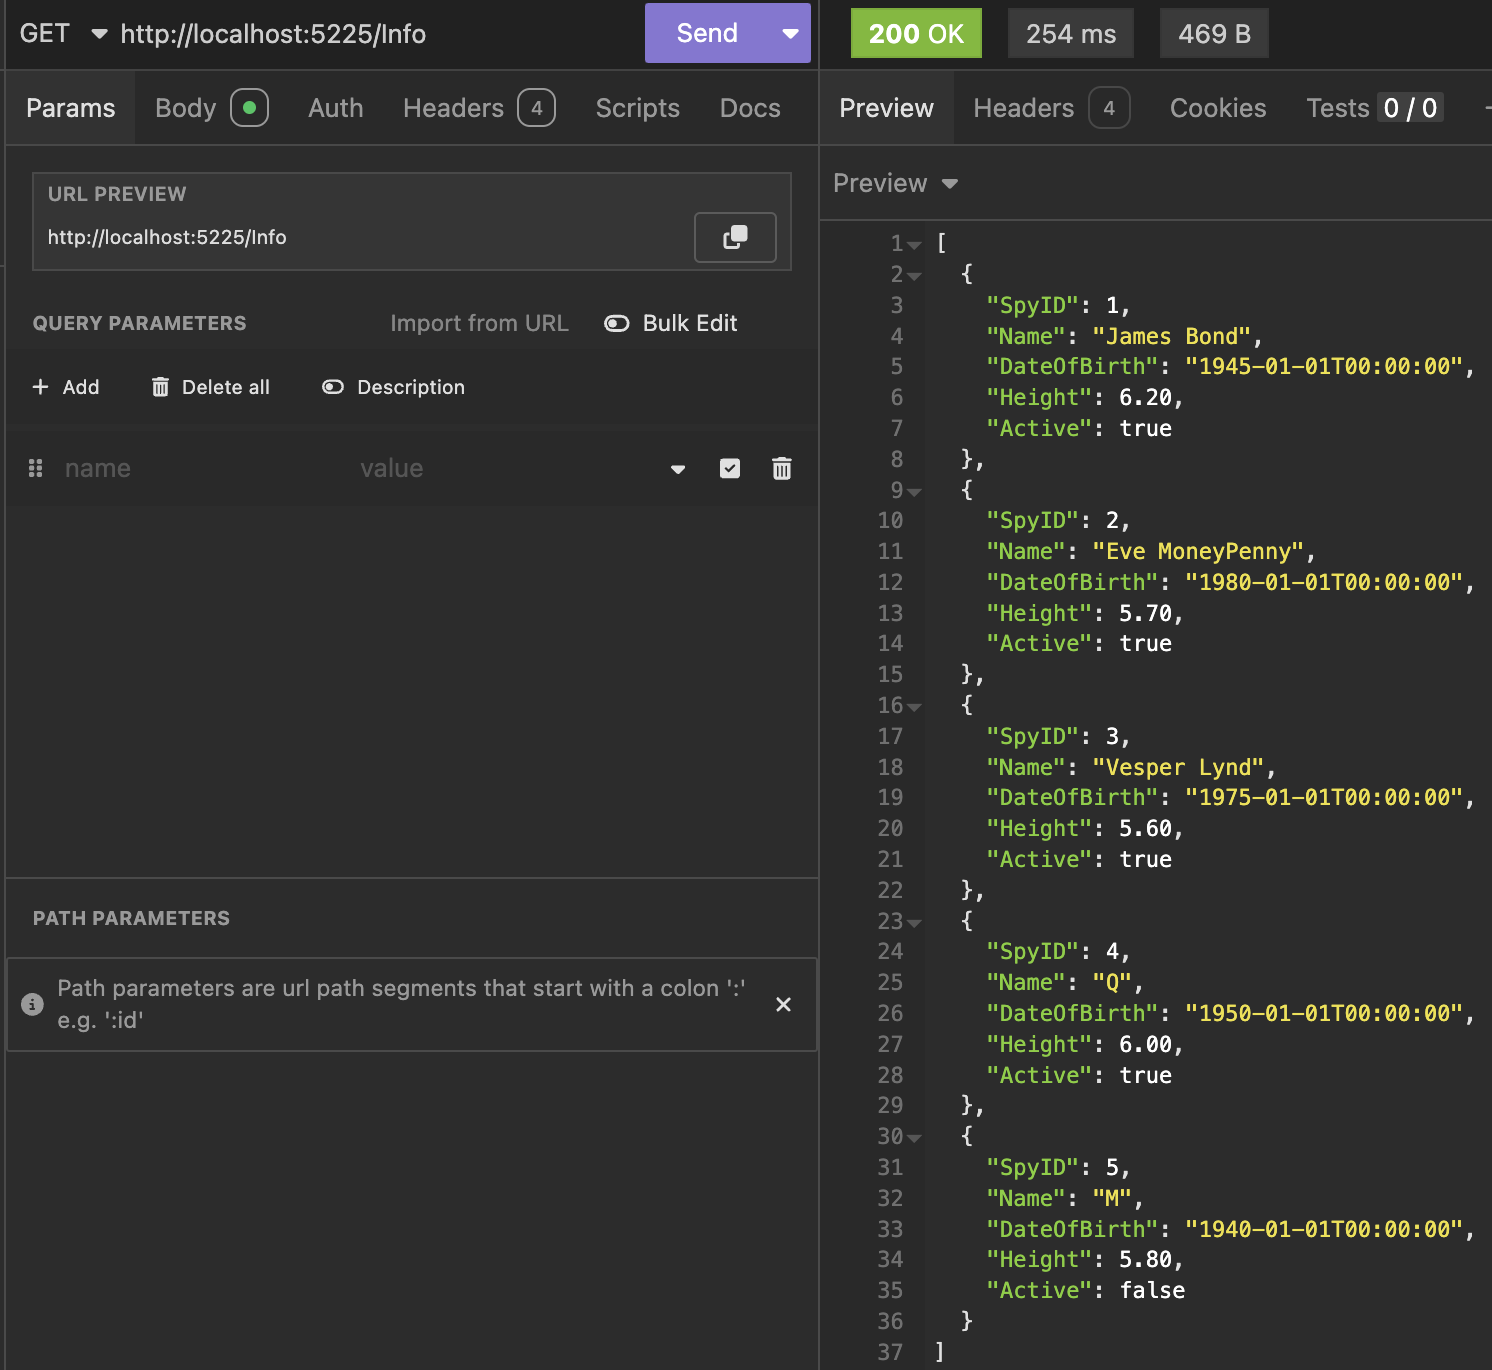 GET http://localhost:5225/Info Send
Params Body Auth Headers 4 Scripts Docs
URL PREVIEW
http://localhost:5225/Info
QUERY PARAMETERS Import from URL Bulk Edit
+ Add Delete all Description
name value
PATH PARAMETERS
Path parameters are url path segments that start with a colon ':'
e.g. ':id'
200 OK 254 ms 469 B
Preview Headers 4 Cookies Tests 0 / 0
Preview
1 [
2 {
3 "SpyID": 1,
4 "Name": "James Bond",
5 "DateOfBirth": "1945-01-01T00:00:00",
6 "Height": 6.20,
7 "Active": true
8 },
9 {
10 "SpyID": 2,
11 "Name": "Eve MoneyPenny",
12 "DateOfBirth": "1980-01-01T00:00:00",
13 "Height": 5.70,
14 "Active": true
15 },
16 {
17 "SpyID": 3,
18 "Name": "Vesper Lynd",
19 "DateOfBirth": "1975-01-01T00:00:00",
20 "Height": 5.60,
21 "Active": true
22 },
23 {
24 "SpyID": 4,
25 "Name": "Q",
26 "DateOfBirth": "1950-01-01T00:00:00",
27 "Height": 6.00,
28 "Active": true
29 },
30 {
31 "SpyID": 5,
32 "Name": "M",
33 "DateOfBirth": "1940-01-01T00:00:00",
34 "Height": 5.80,
35 "Active": false
36 }
37 ]